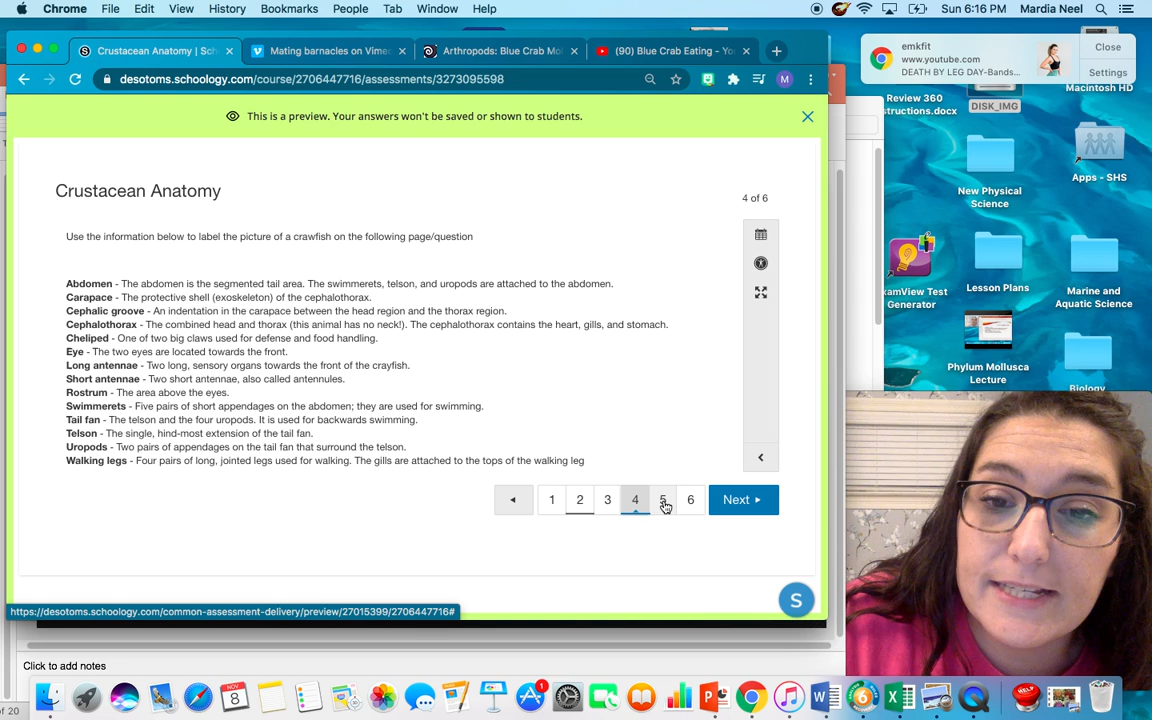 Chrome File Edit View History Bookmarks People Tab Window Help Sun 6:16 PM Mardia Neel
Crustacean Anatomy | Sch Mating barnacles on Vime Arthropods: Blue Crab Mo (90) Blue Crab Eating - Yo
desotoms.schoology.com/course/2706447716/assessments/3273095598 M
This is a preview. Your answers won't be saved or shown to students.
emkfit
www.youtube.com
DEATH BY LEG DAY-Bands...
Close
Settings
Crustacean Anatomy
4 of 6
Use the information below to label the picture of a crawfish on the following page/question
Abdomen - The abdomen is the segmented tail area. The swimmerets, telson, and uropods are attached to the abdomen.
Carapace - The protective shell (exoskeleton) of the cephalothorax.
Cephalic groove - An indentation in the carapace between the head region and the thorax region.
Cephalothorax - The combined head and thorax (this animal has no neck!). The cephalothorax contains the heart, gills, and stomach.
Cheliped - One of two big claws used for defense and food handling.
Eye - The two eyes are located towards the front.
Long antennae - Two long, sensory organs towards the front of the crayfish.
Short antennae - Two short antennae, also called antennules.
Rostrum - The area above the eyes.
Swimmerets - Five pairs of short appendages on the abdomen; they are used for swimming.
Tail fan - The telson and the four uropods. It is used for backwards swimming.
Telson - The single, hind-most extension of the tail fan.
Uropods - Two pairs of appendages on the tail fan that surround the telson.
Walking legs - Four pairs of long, jointed legs used for walking. The gills are attached to the tops of the walking leg
1 2 3 4 5 6 Next
S
https://desotoms.schoology.com/common-assessment-delivery/preview/27015399/2706447716#
Click to add notes
of 20
Review 360
structions.docx
DISK_IMG
Macintosh HD
New Physical
Science
Apps - SHS
ExamView Test
Generator
Lesson Plans
Marine and
Aquatic Science
Phylum Mollusca
Lecture
Biology
NOV
8
1
6
HELP